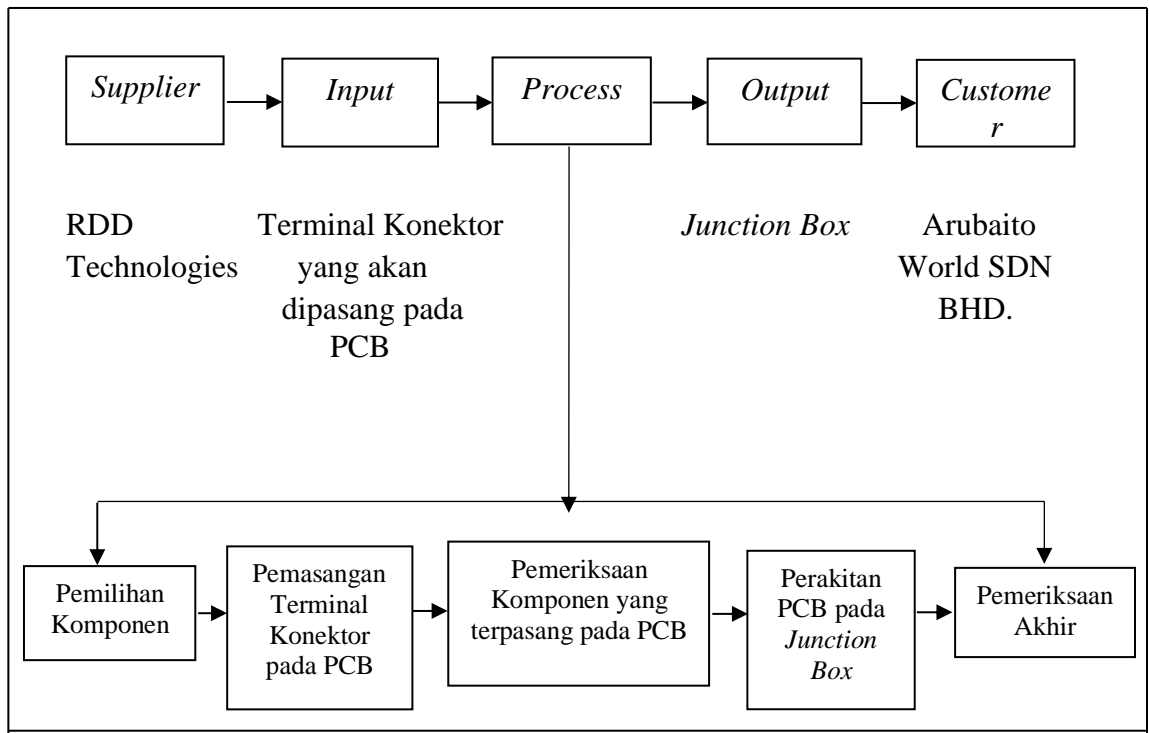 Supplier
Input
Process
Output
Custome
r
RDD
Technologies
Terminal Konektor
yang akan
dipasang pada
PCB
Junction Box
Arubaito
World SDN
BHD.
Pemilihan
Komponen
Pemasangan
Terminal
Konektor
pada PCB
Pemeriksaan
Komponen yang
terpasang pada PCB
Perakitan
PCB pada
Junction
Box
Pemeriksaan
Akhir